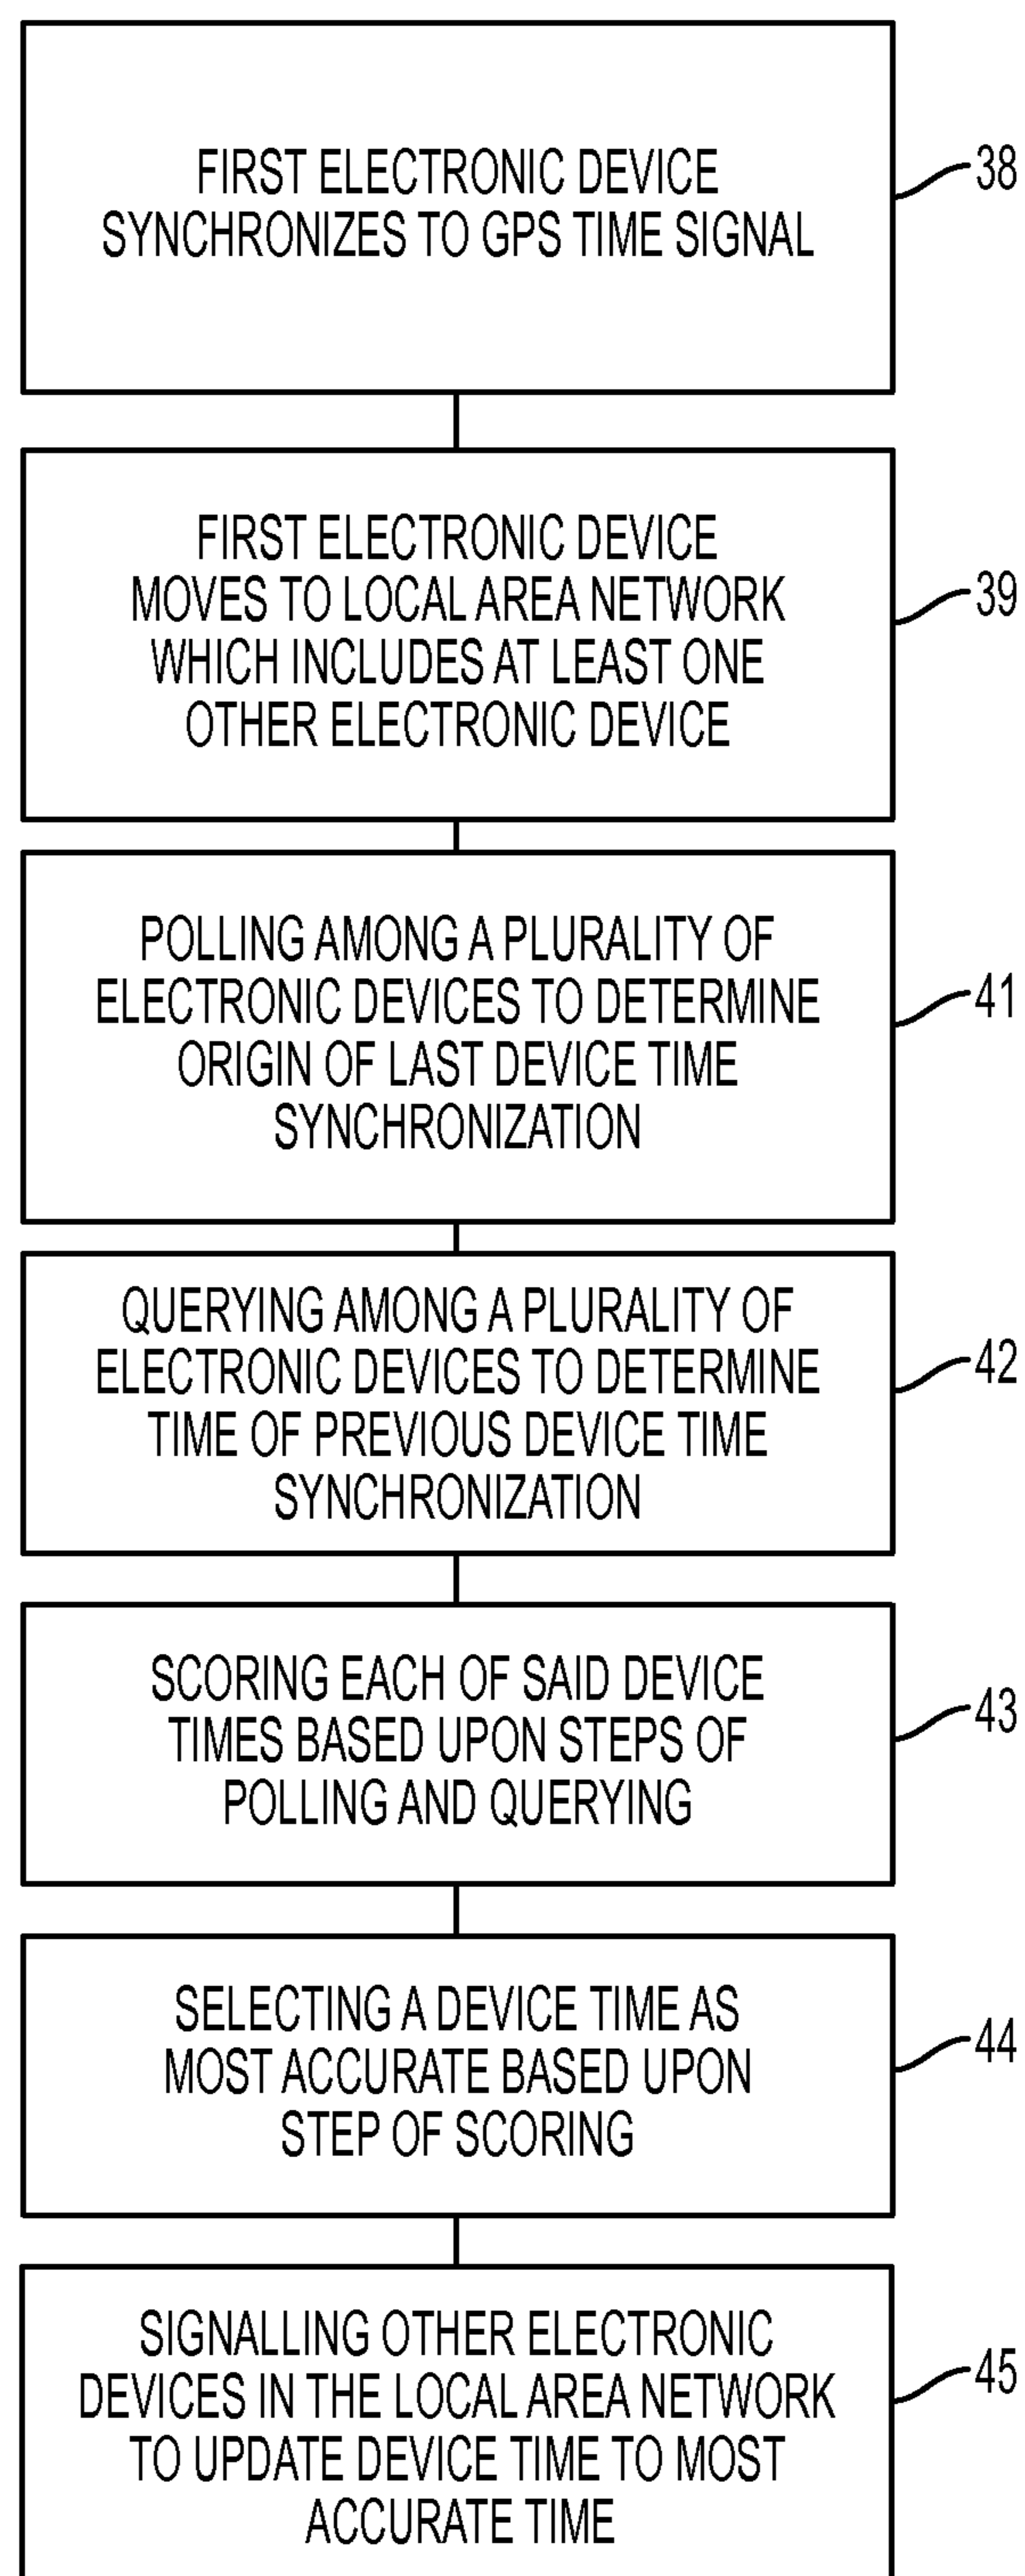 FIRST ELECTRONIC DEVICE
SYNCHRONIZES TO GPS TIME SIGNAL
38
FIRST ELECTRONIC DEVICE
MOVES TO LOCAL AREA NETWORK
WHICH INCLUDES AT LEAST ONE
OTHER ELECTRONIC DEVICE
39
POLLING AMONG A PLURALITY OF
ELECTRONIC DEVICES TO DETERMINE
ORIGIN OF LAST DEVICE TIME
SYNCHRONIZATION
41
QUERYING AMONG A PLURALITY OF
ELECTRONIC DEVICES TO DETERMINE
TIME OF PREVIOUS DEVICE TIME
SYNCHRONIZATION
42
SCORING EACH OF SAID DEVICE
TIMES BASED UPON STEPS OF
POLLING AND QUERYING
43
SELECTING A DEVICE TIME AS
MOST ACCURATE BASED UPON
STEP OF SCORING
44
SIGNALLING OTHER ELECTRONIC
DEVICES IN THE LOCAL AREA NETWORK
TO UPDATE DEVICE TIME TO MOST
ACCURATE TIME
45